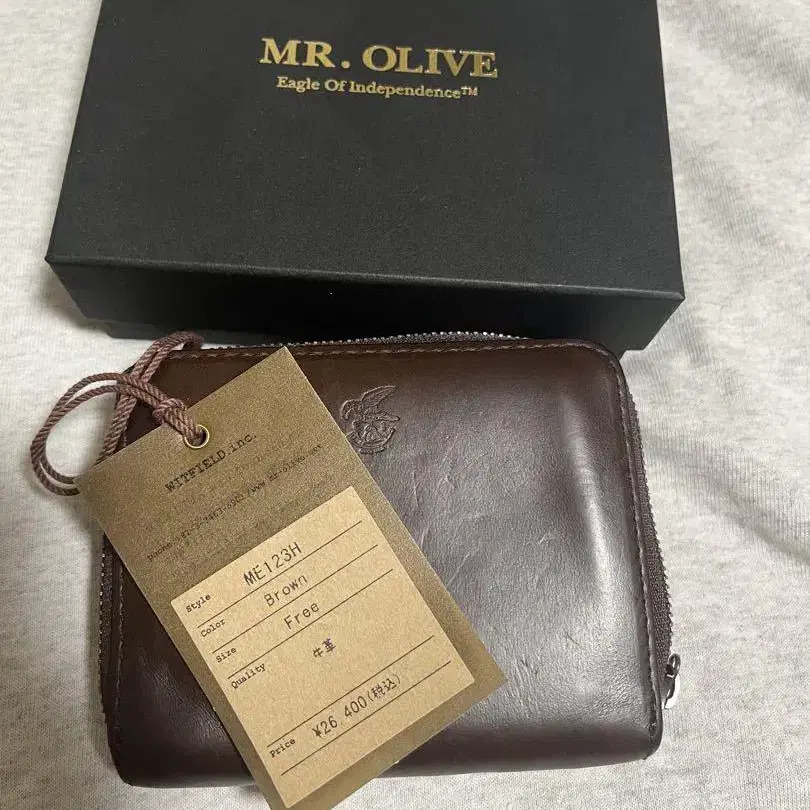 MR. OLIVE
Eagle Of Independence™
WITFIELD.inc.
Style ME123H
Color Brown
Size Free
Quality 牛革
Price ¥26,400(税込)